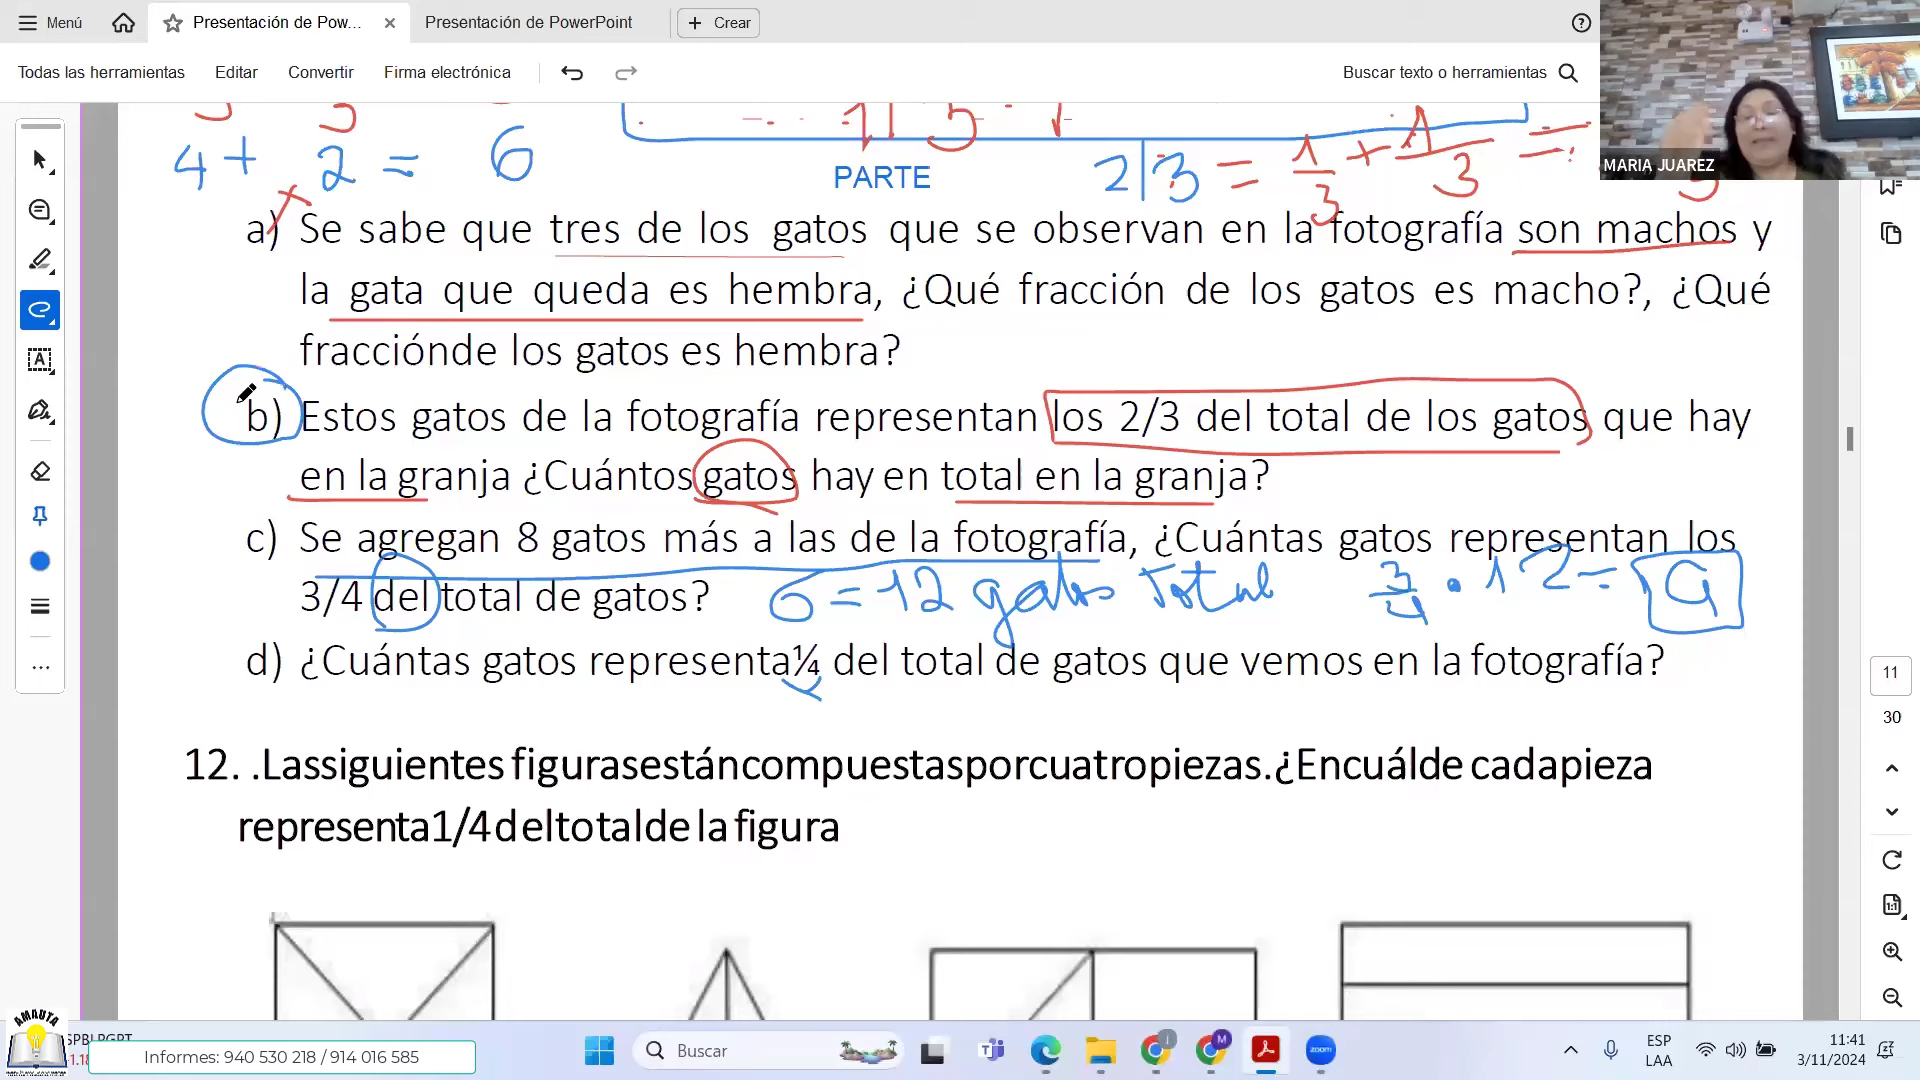 Menú
Presentación de Pow...
Presentación de PowerPoint
Crear
Todas las herramientas
Editar
Convertir
Firma electrónica
Buscar texto o herramientas
MARIA JUAREZ
4 + 2 = 6
PARTE
2|3 = 1/3 + 1/3 =
a) Se sabe que tres de los gatos que se observan en la fotografía son machos y
la gata que queda es hembra, ¿Qué fracción de los gatos es macho?, ¿Qué
fracciónde los gatos es hembra?
b) Estos gatos de la fotografía representan los 2/3 del total de los gatos que hay
en la granja ¿Cuántos gatos hay en total en la granja?
c) Se agregan 8 gatos más a las de la fotografía, ¿Cuántas gatos representan los
3/4 del total de gatos?
6 = 12 gatos Total 3/4 · 12 = 9
d) ¿Cuántas gatos representa¼ del total de gatos que vemos en la fotografía?
12. .Lassiguientes figurasestáncompuestasporcuatropiezas.¿Encuálde cadapieza
representa1/4deltotalde la figura
11
30
AMAUTA
SPBLPGPT
Informes: 940 530 218 / 914 016 585
Buscar
zoom
ESP
LAA
11:41
3/11/2024